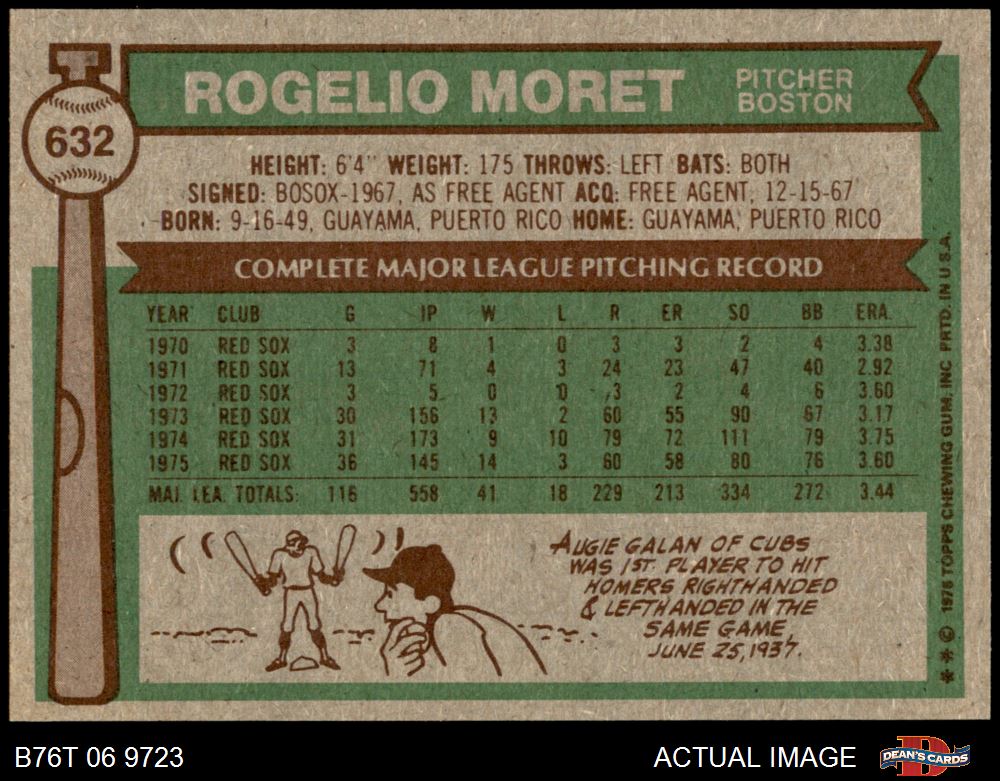 632
ROGELIO MORET
PITCHER
BOSTON
HEIGHT: 6'4" WEIGHT: 175 THROWS: LEFT BATS: BOTH
SIGNED: BOSOX-1967, AS FREE AGENT ACQ: FREE AGENT, 12-15-67
BORN: 9-16-49, GUAYAMA, PUERTO RICO HOME: GUAYAMA, PUERTO RICO
COMPLETE MAJOR LEAGUE PITCHING RECORD
YEAR CLUB G IP W L R ER SO BB ERA.
1970 RED SOX 3 8 1 0 3 3 2 4 3.38
1971 RED SOX 13 71 4 3 24 23 47 40 2.92
1972 RED SOX 3 5 0 0 3 2 4 6 3.60
1973 RED SOX 30 156 13 2 60 55 90 67 3.17
1974 RED SOX 31 173 9 10 79 72 111 79 3.75
1975 RED SOX 36 145 14 3 60 58 80 76 3.60
MAJ. LEA. TOTALS: 116 558 41 18 229 213 334 272 3.44
AUGIE GALAN OF CUBS
WAS 1ST. PLAYER TO HIT
HOMERS RIGHTHANDED
& LEFTHANDED IN THE
SAME GAME,
JUNE 25, 1937.
** © 1976 TOPPS CHEWING GUM, INC PRTD. IN U.S.A.
B76T 06 9723
ACTUAL IMAGE
DEAN'S CARDS